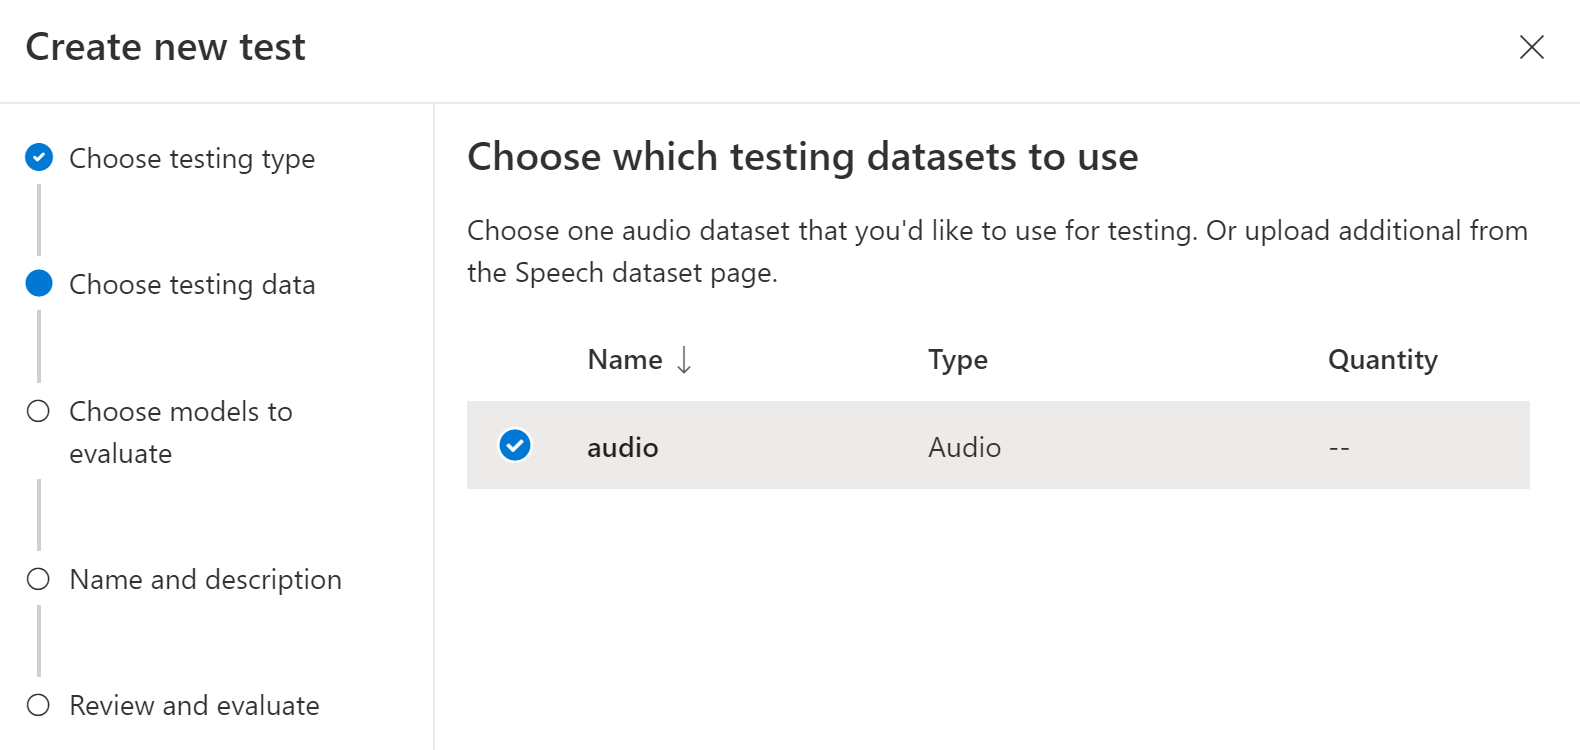 Create new test
Choose testing type
Choose testing data
Choose models to
evaluate
Name and description
Review and evaluate
Choose which testing datasets to use
Choose one audio dataset that you'd like to use for testing. Or upload additional from
the Speech dataset page.
Name ↓ Type Quantity
audio Audio --